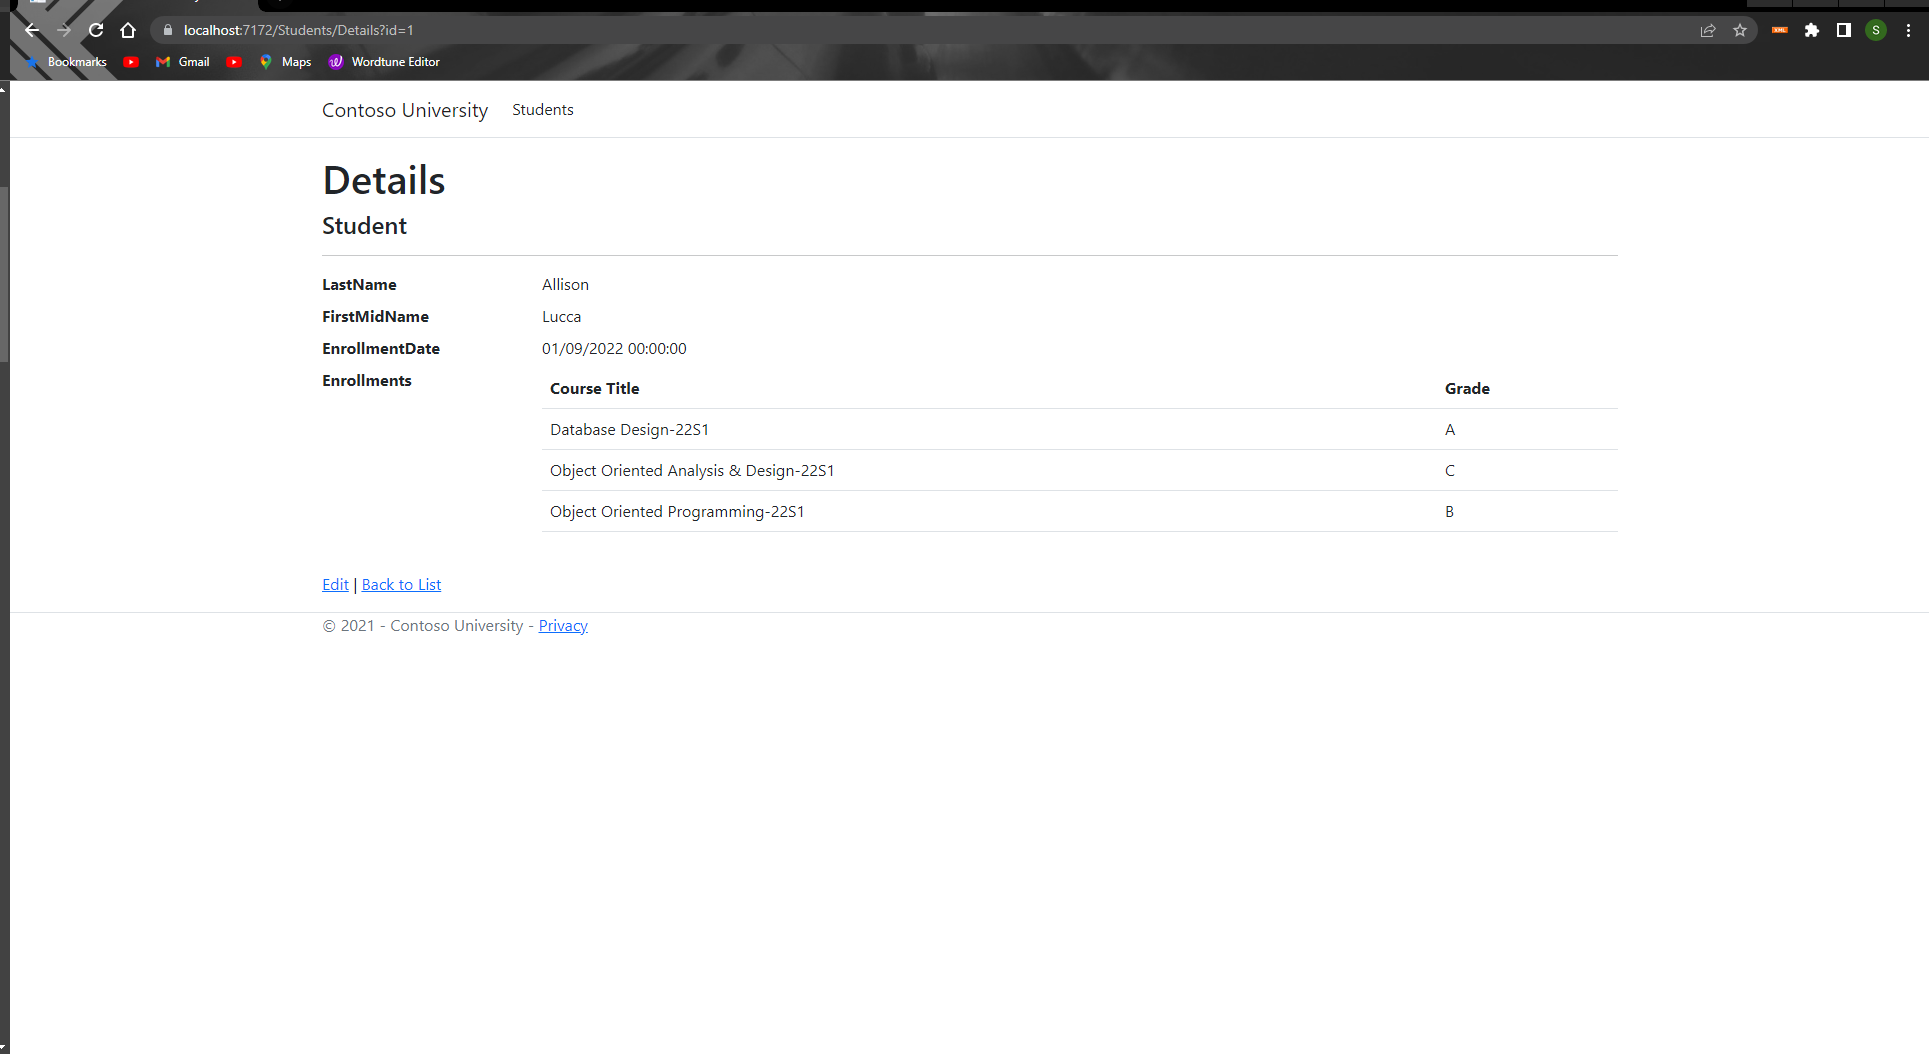 localhost:7172/Students/Details?id=1
S
Bookmarks Gmail Maps Wordtune Editor
Contoso University Students
Details
Student
LastName Allison
FirstMidName Lucca
EnrollmentDate 01/09/2022 00:00:00
Enrollments
Course Title Grade
Database Design-22S1 A
Object Oriented Analysis & Design-22S1 C
Object Oriented Programming-22S1 B
Edit | Back to List
© 2021 - Contoso University - Privacy